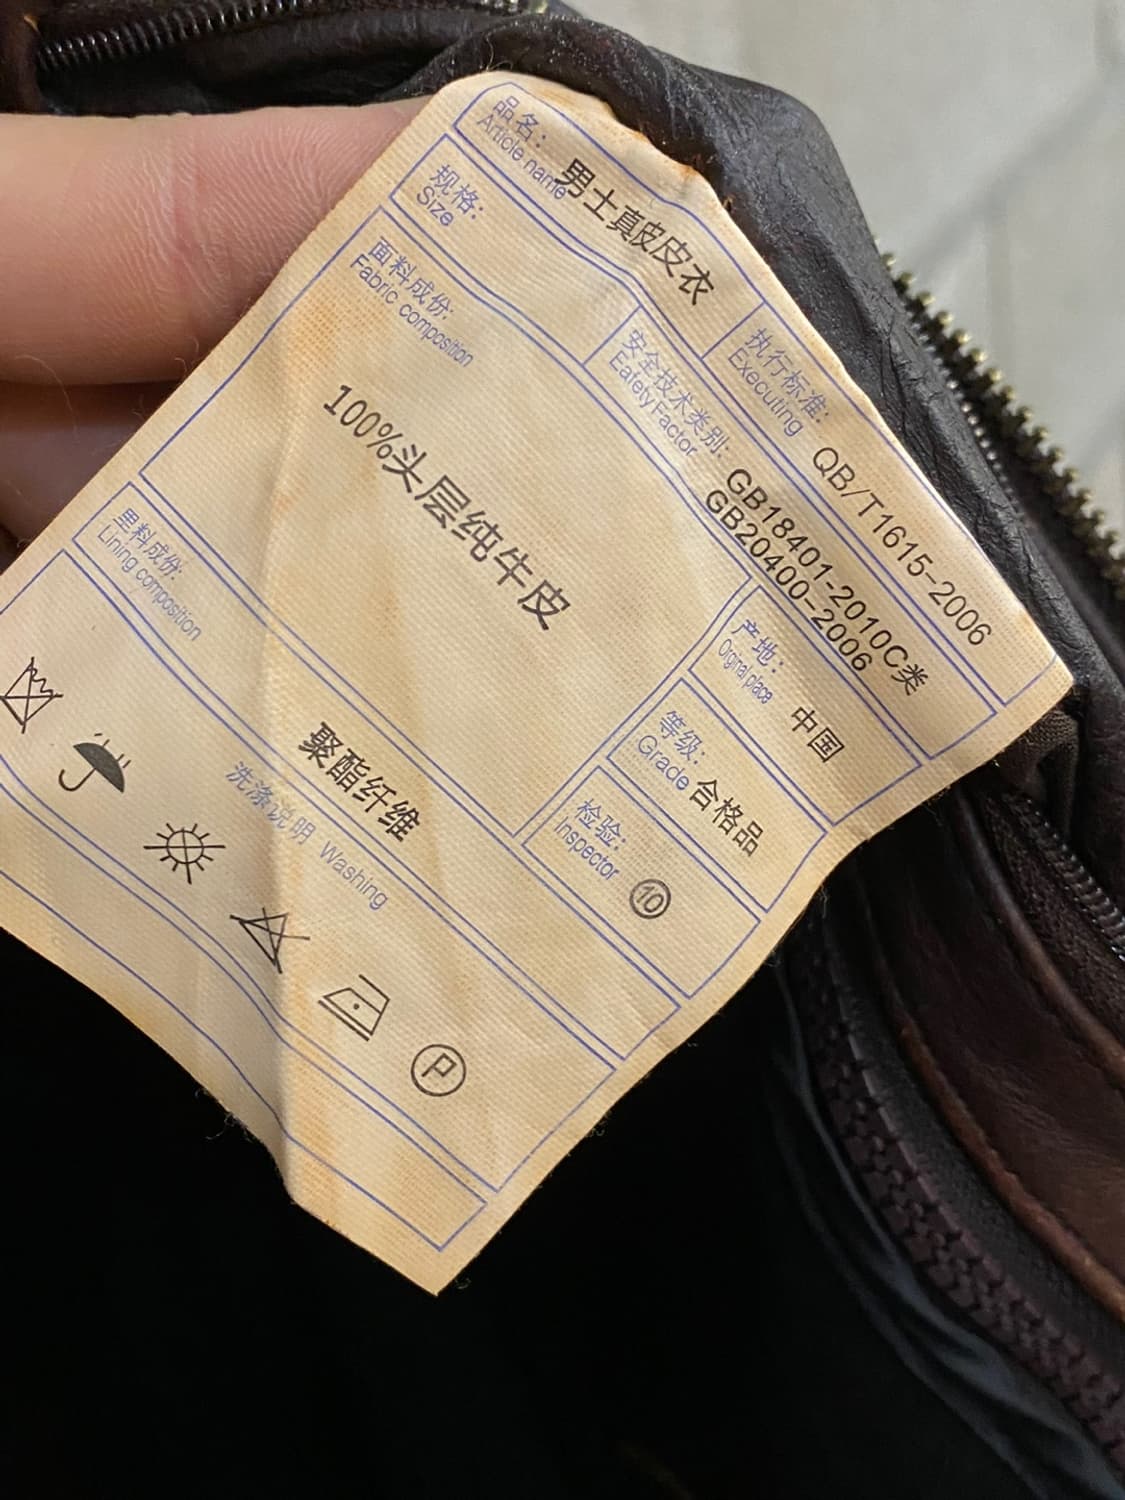 品名: 男士真皮皮衣
Article name
执行标准: QB/T1615-2006
Executing
规格:
Size
安全技术类别: GB18401-2010C类
Eafety Factor GB20400-2006
面料成份:
Fabric composition
100%头层纯牛皮
产地: 中国
Orginal place
等级: 合格品
Grade
检验: 10
Inspector
里料成份:
Lining composition
聚酯纤维
洗涤说明 Washing
P